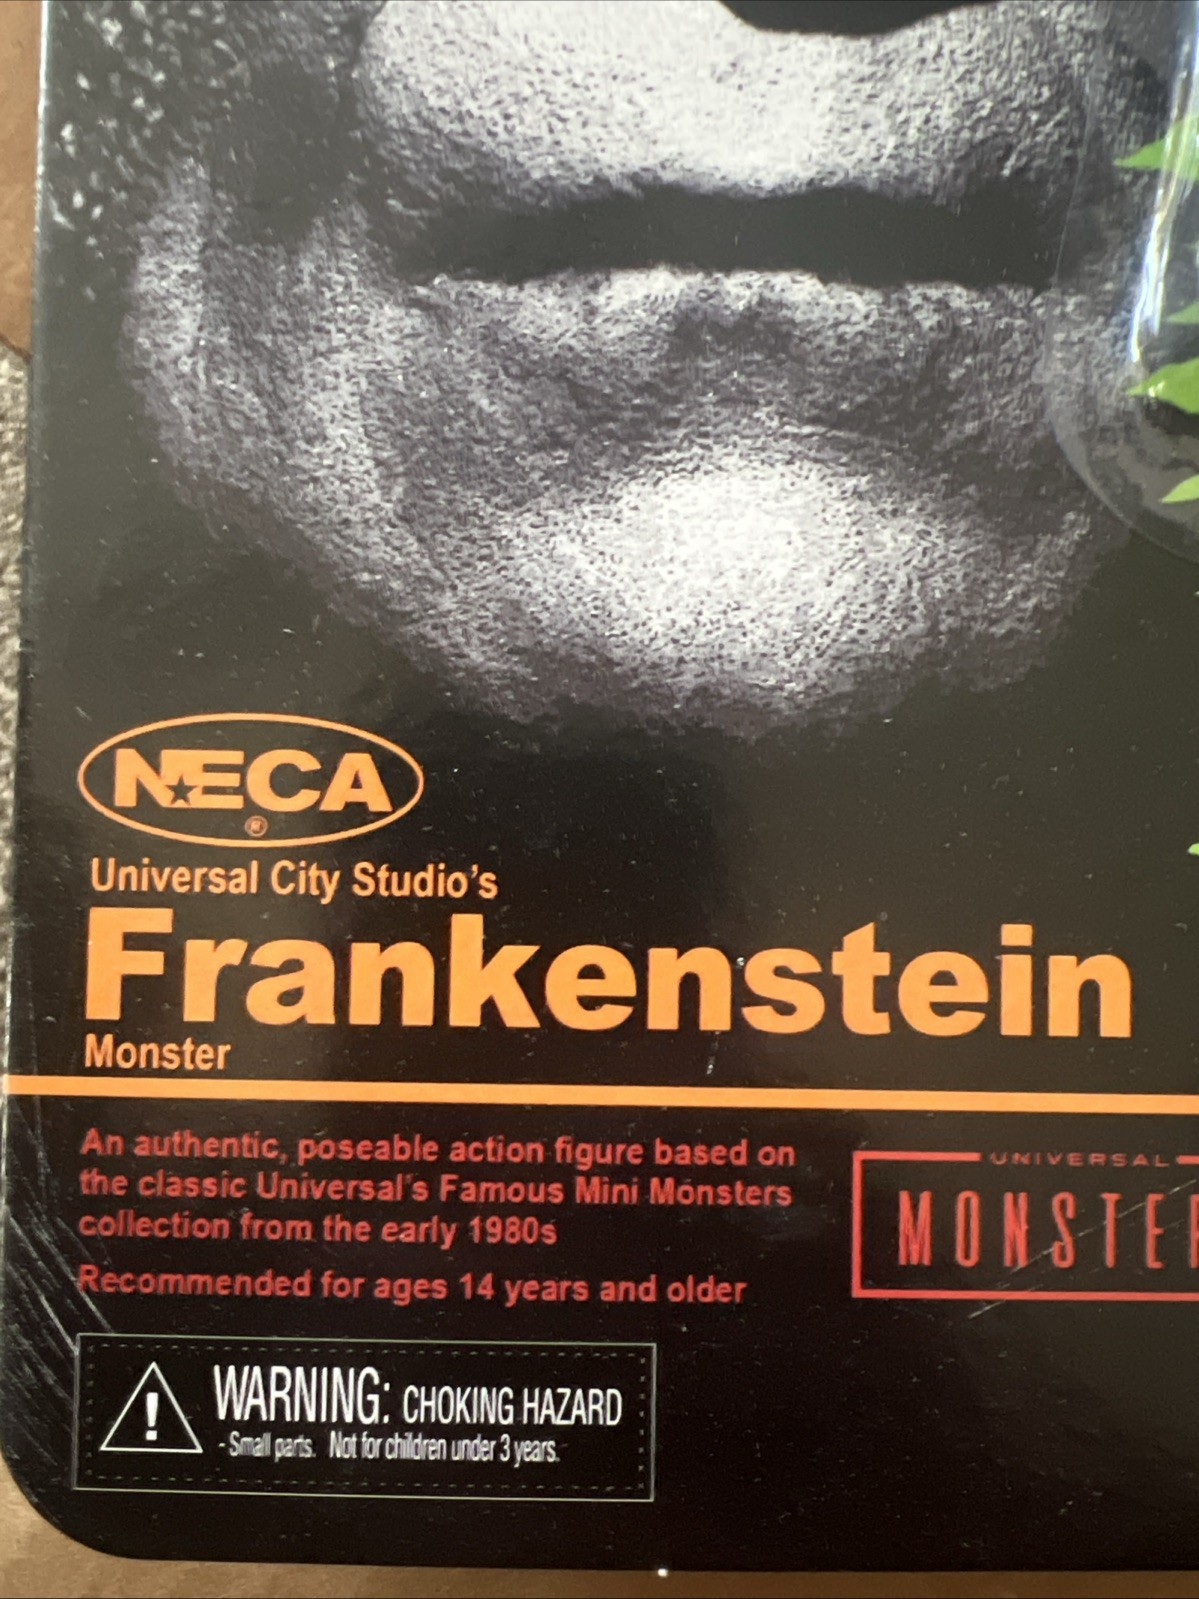 NECA
®
Universal City Studio's
Frankenstein
Monster
An authentic, poseable action figure based on
the classic Universal's Famous Mini Monsters
collection from the early 1980s
Recommended for ages 14 years and older
UNIVERSAL
MONSTER
WARNING: CHOKING HAZARD
- Small parts. Not for children under 3 years.